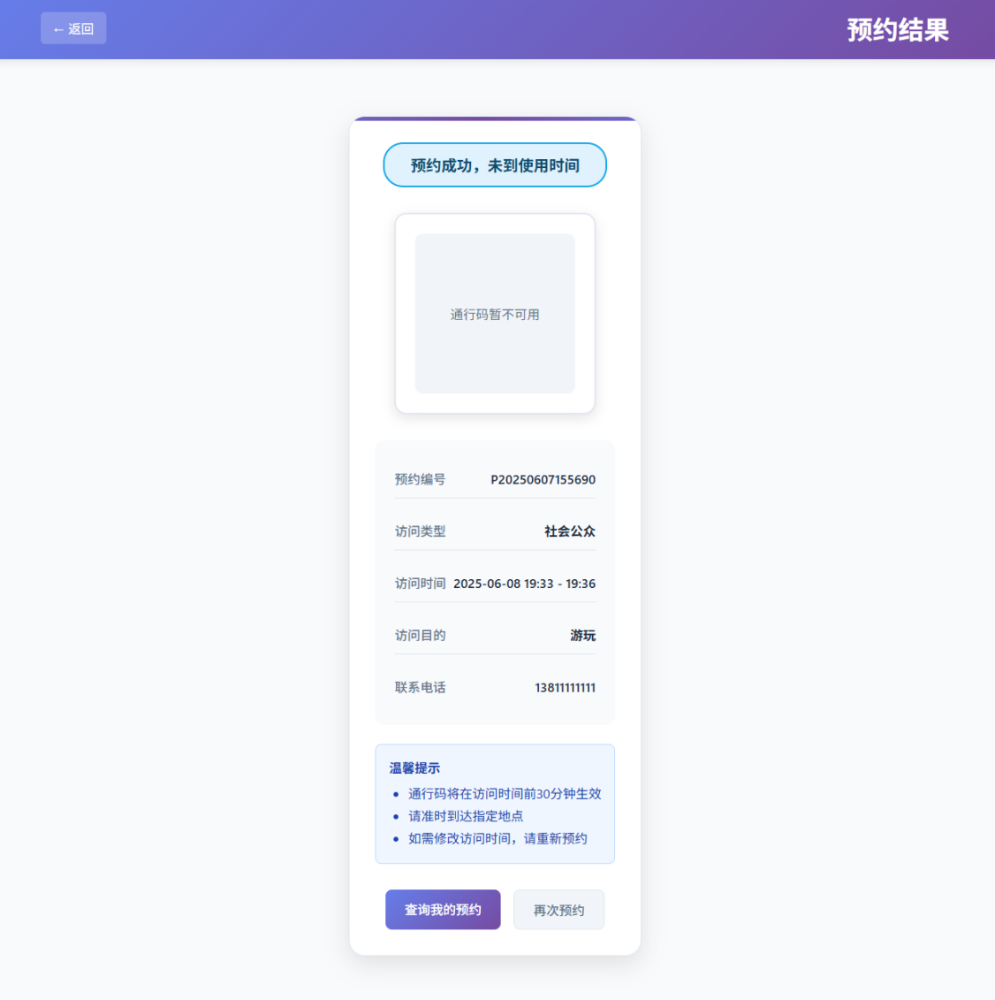 ← 返回
预约结果
预约成功，未到使用时间
通行码暂不可用
预约编号 P20250607155690
访问类型 社会公众
访问时间 2025-06-08 19:33 - 19:36
访问目的 游玩
联系电话 13811111111
温馨提示
• 通行码将在访问时间前30分钟生效
• 请准时到达指定地点
• 如需修改访问时间，请重新预约
查询我的预约 再次预约